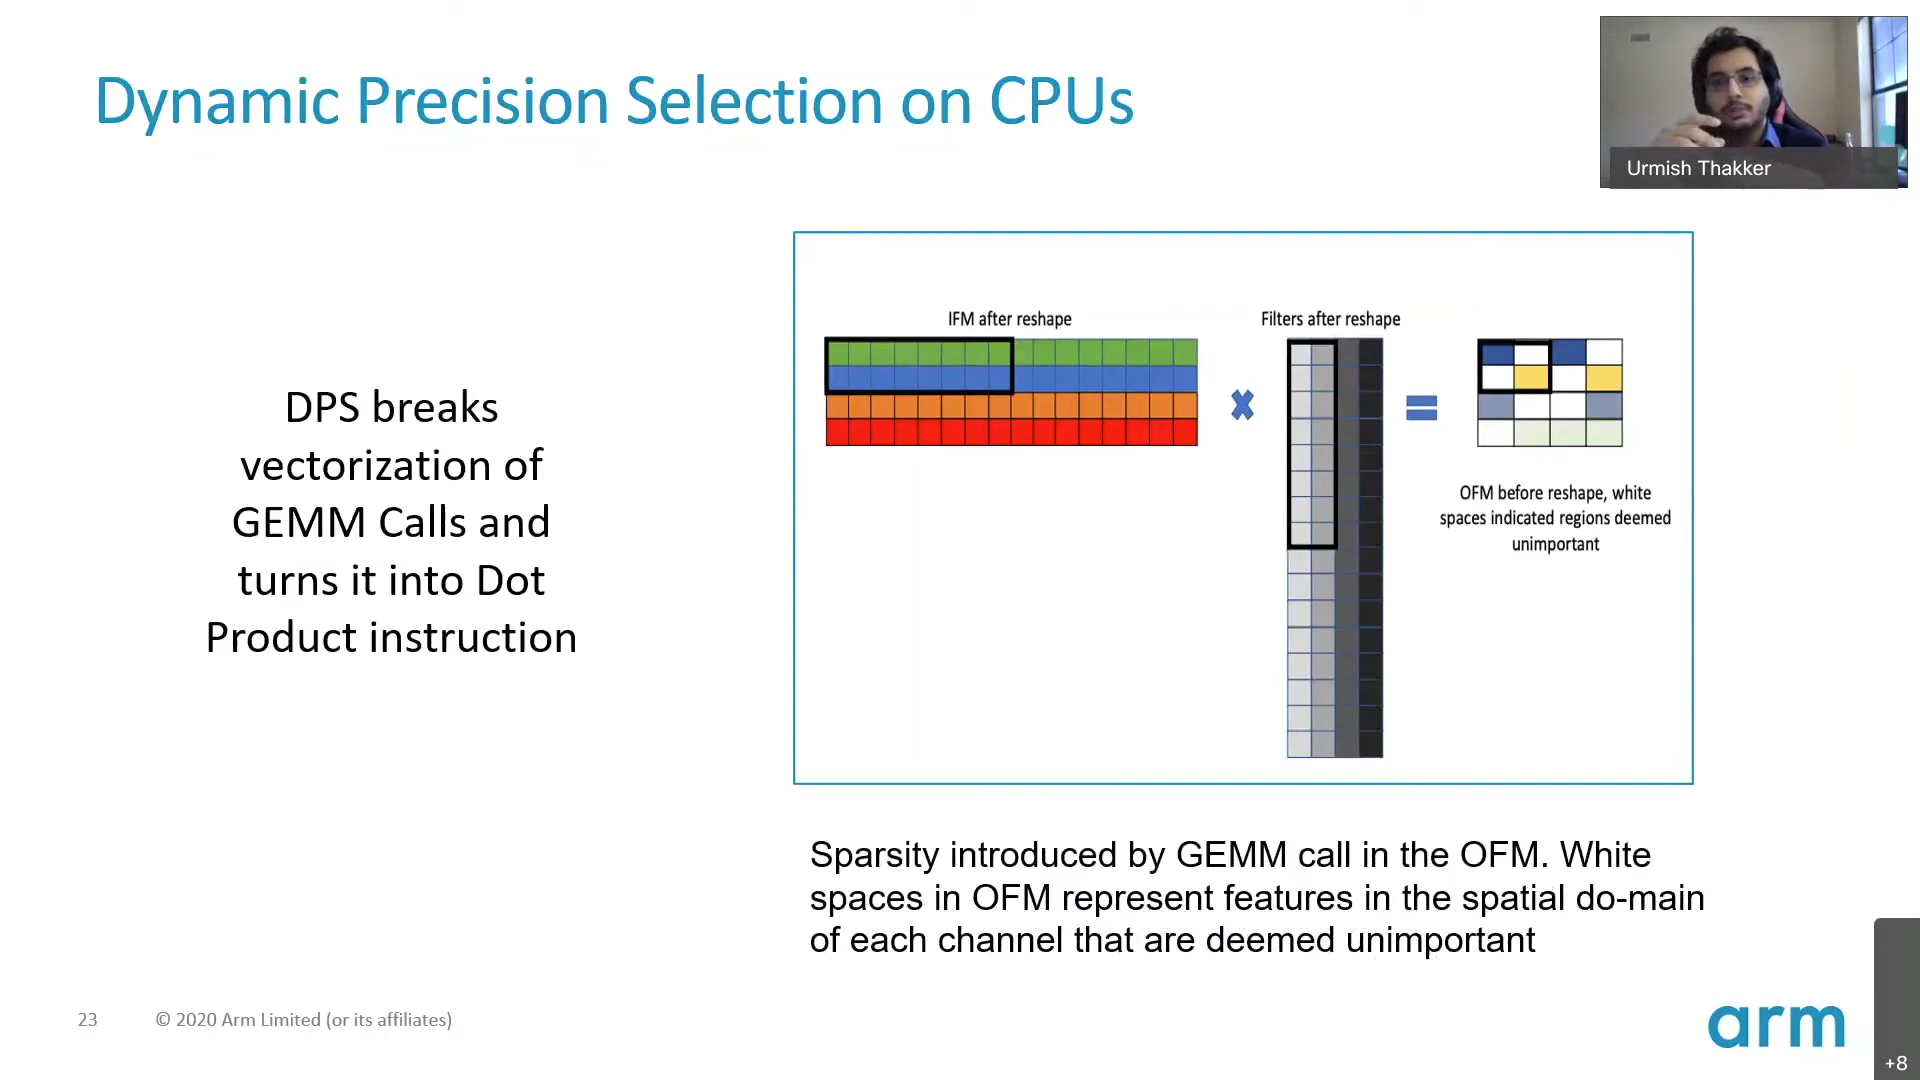 Dynamic Precision Selection on CPUs
Urmish Thakker
DPS breaks
vectorization of
GEMM Calls and
turns it into Dot
Product instruction
IFM after reshape
Filters after reshape
OFM before reshape, white
spaces indicated regions deemed
unimportant
Sparsity introduced by GEMM call in the OFM. White
spaces in OFM represent features in the spatial do-main
of each channel that are deemed unimportant
23
© 2020 Arm Limited (or its affiliates)
arm
+8